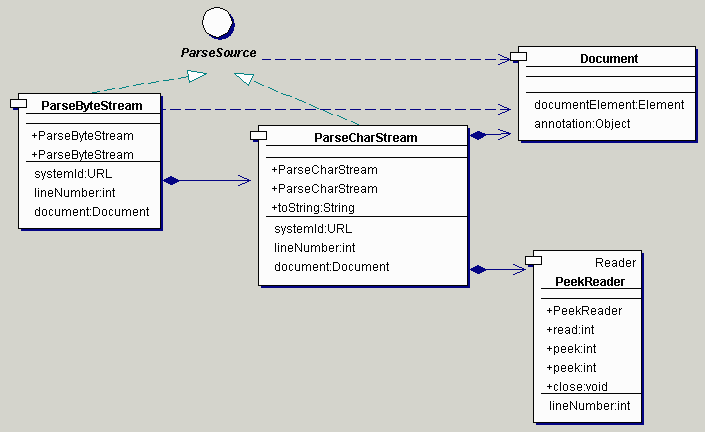 ParseSource
Document
documentElement:Element
annotation:Object
ParseByteStream
+ParseByteStream
+ParseByteStream
systemId:URL
lineNumber:int
document:Document
ParseCharStream
+ParseCharStream
+ParseCharStream
+toString:String
systemId:URL
lineNumber:int
document:Document
Reader
PeekReader
+PeekReader
+read:int
+peek:int
+peek:int
+close:void
lineNumber:int